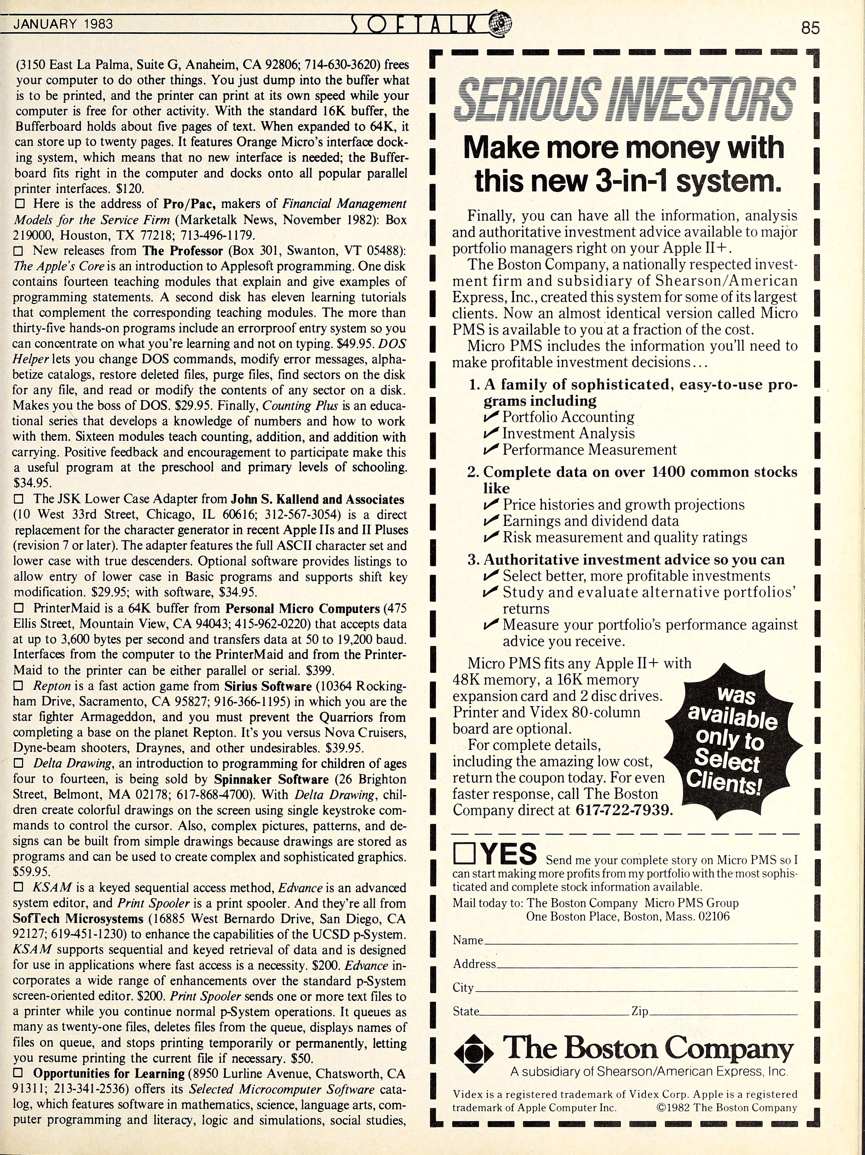 JANUARY 1983
SOFTALK
85
(3150 East La Palma, Suite G, Anaheim, CA 92806; 714-630-3620) frees
your computer to do other things. You just dump into the buffer what
is to be printed, and the printer can print at its own speed while your
computer is free for other activity. With the standard 16K buffer, the
Bufferboard holds about five pages of text. When expanded to 64K, it
can store up to twenty pages. It features Orange Micro's interface dock-
ing system, which means that no new interface is needed; the Buffer-
board fits right in the computer and docks onto all popular parallel
printer interfaces. $120.
□ Here is the address of Pro/Pac, makers of Financial Management
Models for the Service Firm (Marketalk News, November 1982): Box
219000, Houston, TX 77218; 713-496-1179.
□ New releases from The Professor (Box 301, Swanton, VT 05488):
The Apple's Core is an introduction to Applesoft programming. One disk
contains fourteen teaching modules that explain and give examples of
programming statements. A second disk has eleven learning tutorials
that complement the corresponding teaching modules. The more than
thirty-five hands-on programs include an errorproof entry system so you
can concentrate on what you're learning and not on typing. $49.95. DOS
Helper lets you change DOS commands, modify error messages, alpha-
betize catalogs, restore deleted files, purge files, find sectors on the disk
for any file, and read or modify the contents of any sector on a disk.
Makes you the boss of DOS. $29.95. Finally, Counting Plus is an educa-
tional series that develops a knowledge of numbers and how to work
with them. Sixteen modules teach counting, addition, and addition with
carrying. Positive feedback and encouragement to participate make this
a useful program at the preschool and primary levels of schooling.
$34.95.
□ The JSK Lower Case Adapter from John S. Kallend and Associates
(10 West 33rd Street, Chicago, IL 60616; 312-567-3054) is a direct
replacement for the character generator in recent Apple IIs and II Pluses
(revision 7 or later). The adapter features the full ASCII character set and
lower case with true descenders. Optional software provides listings to
allow entry of lower case in Basic programs and supports shift key
modification. $29.95; with software, $34.95.
□ PrinterMaid is a 64K buffer from Personal Micro Computers (475
Ellis Street, Mountain View, CA 94043; 415-962-0220) that accepts data
at up to 3,600 bytes per second and transfers data at 50 to 19,200 baud.
Interfaces from the computer to the PrinterMaid and from the Printer-
Maid to the printer can be either parallel or serial. $399.
□ Repton is a fast action game from Sirius Software (10364 Rocking-
ham Drive, Sacramento, CA 95827; 916-366-1195) in which you are the
star fighter Armageddon, and you must prevent the Quarriors from
completing a base on the planet Repton. It's you versus Nova Cruisers,
Dyne-beam shooters, Draynes, and other undesirables. $39.95.
□ Delta Drawing, an introduction to programming for children of ages
four to fourteen, is being sold by Spinnaker Software (26 Brighton
Street, Belmont, MA 02178; 617-868-4700). With Delta Drawing, chil-
dren create colorful drawings on the screen using single keystroke com-
mands to control the cursor. Also, complex pictures, patterns, and de-
signs can be built from simple drawings because drawings are stored as
programs and can be used to create complex and sophisticated graphics.
$59.95.
□ KSAM is a keyed sequential access method, Edvance is an advanced
system editor, and Print Spooler is a print spooler. And they're all from
SofTech Microsystems (16885 West Bernardo Drive, San Diego, CA
92127; 619-451-1230) to enhance the capabilities of the UCSD p-System.
KSAM supports sequential and keyed retrieval of data and is designed
for use in applications where fast access is a necessity. $200. Edvance in-
corporates a wide range of enhancements over the standard p-System
screen-oriented editor. $200. Print Spooler sends one or more text files to
a printer while you continue normal p-System operations. It queues as
many as twenty-one files, deletes files from the queue, displays names of
files on queue, and stops printing temporarily or permanently, letting
you resume printing the current file if necessary. $50.
□ Opportunities for Learning (8950 Lurline Avenue, Chatsworth, CA
91311; 213-341-2536) offers its Selected Microcomputer Software cata-
log, which features software in mathematics, science, language arts, com-
puter programming and literacy, logic and simulations, social studies,
SERIOUS INVESTORS
Make more money with
this new 3-in-1 system.
Finally, you can have all the information, analysis
and authoritative investment advice available to major
portfolio managers right on your Apple II+.
The Boston Company, a nationally respected invest-
ment firm and subsidiary of Shearson/American
Express, Inc., created this system for some of its largest
clients. Now an almost identical version called Micro
PMS is available to you at a fraction of the cost.
Micro PMS includes the information you'll need to
make profitable investment decisions...
1. A family of sophisticated, easy-to-use pro-
grams including
✓ Portfolio Accounting
✓ Investment Analysis
✓ Performance Measurement
2. Complete data on over 1400 common stocks
like
✓ Price histories and growth projections
✓ Earnings and dividend data
✓ Risk measurement and quality ratings
3. Authoritative investment advice so you can
✓ Select better, more profitable investments
✓ Study and evaluate alternative portfolios'
returns
✓ Measure your portfolio's performance against
advice you receive.
Micro PMS fits any Apple II+ with
48K memory, a 16K memory
expansion card and 2 disc drives.
Printer and Videx 80-column
board are optional.
For complete details,
including the amazing low cost,
return the coupon today. For even
faster response, call The Boston
Company direct at 617-722-7939.
was
available
only to
Select
Clients!
□ YES Send me your complete story on Micro PMS so I
can start making more profits from my portfolio with the most sophis-
ticated and complete stock information available.
Mail today to: The Boston Company Micro PMS Group
One Boston Place, Boston, Mass. 02106
Name
Address
City
State Zip
The Boston Company
A subsidiary of Shearson/American Express, Inc.
Videx is a registered trademark of Videx Corp. Apple is a registered
trademark of Apple Computer Inc. ©1982 The Boston Company